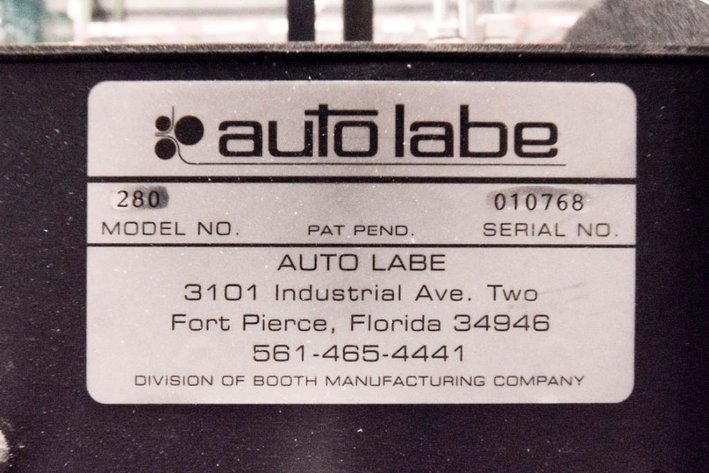 auto labe
280 010768
MODEL NO. PAT PEND. SERIAL NO.
AUTO LABE
3101 Industrial Ave. Two
Fort Pierce, Florida 34946
561-465-4441
DIVISION OF BOOTH MANUFACTURING COMPANY